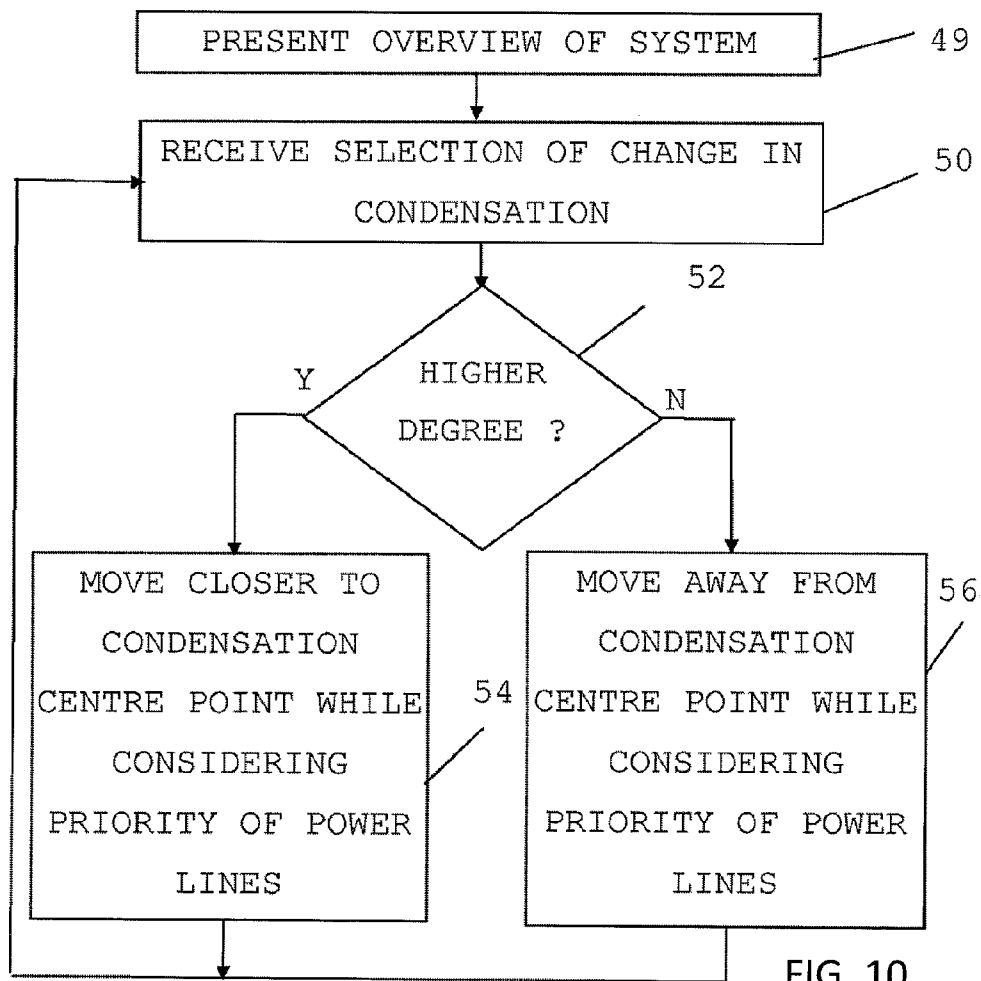 PRESENT OVERVIEW OF SYSTEM
49
RECEIVE SELECTION OF CHANGE IN
CONDENSATION
50
52
HIGHER
DEGREE ?
Y
N
MOVE CLOSER TO
CONDENSATION
CENTRE POINT WHILE
CONSIDERING
PRIORITY OF POWER
LINES
54
MOVE AWAY FROM
CONDENSATION
CENTRE POINT WHILE
CONSIDERING
PRIORITY OF POWER
LINES
56
FIG. 10